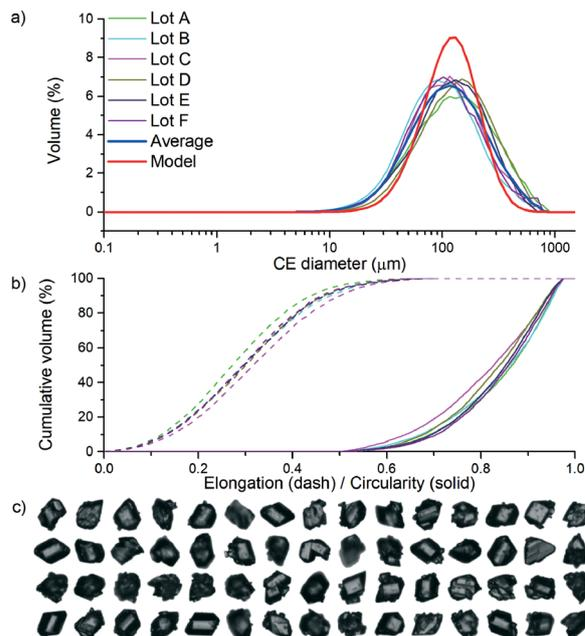 a)
10
8
6
4
2
0
Volume (%)
Lot A
Lot B
Lot C
Lot D
Lot E
Lot F
Average
Model
0.1 1 10 100 1000
CE diameter (μm)
b)
100
80
60
40
20
0
Cumulative volume (%)
0.0 0.2 0.4 0.6 0.8 1.0
Elongation (dash) / Circularity (solid)
c)